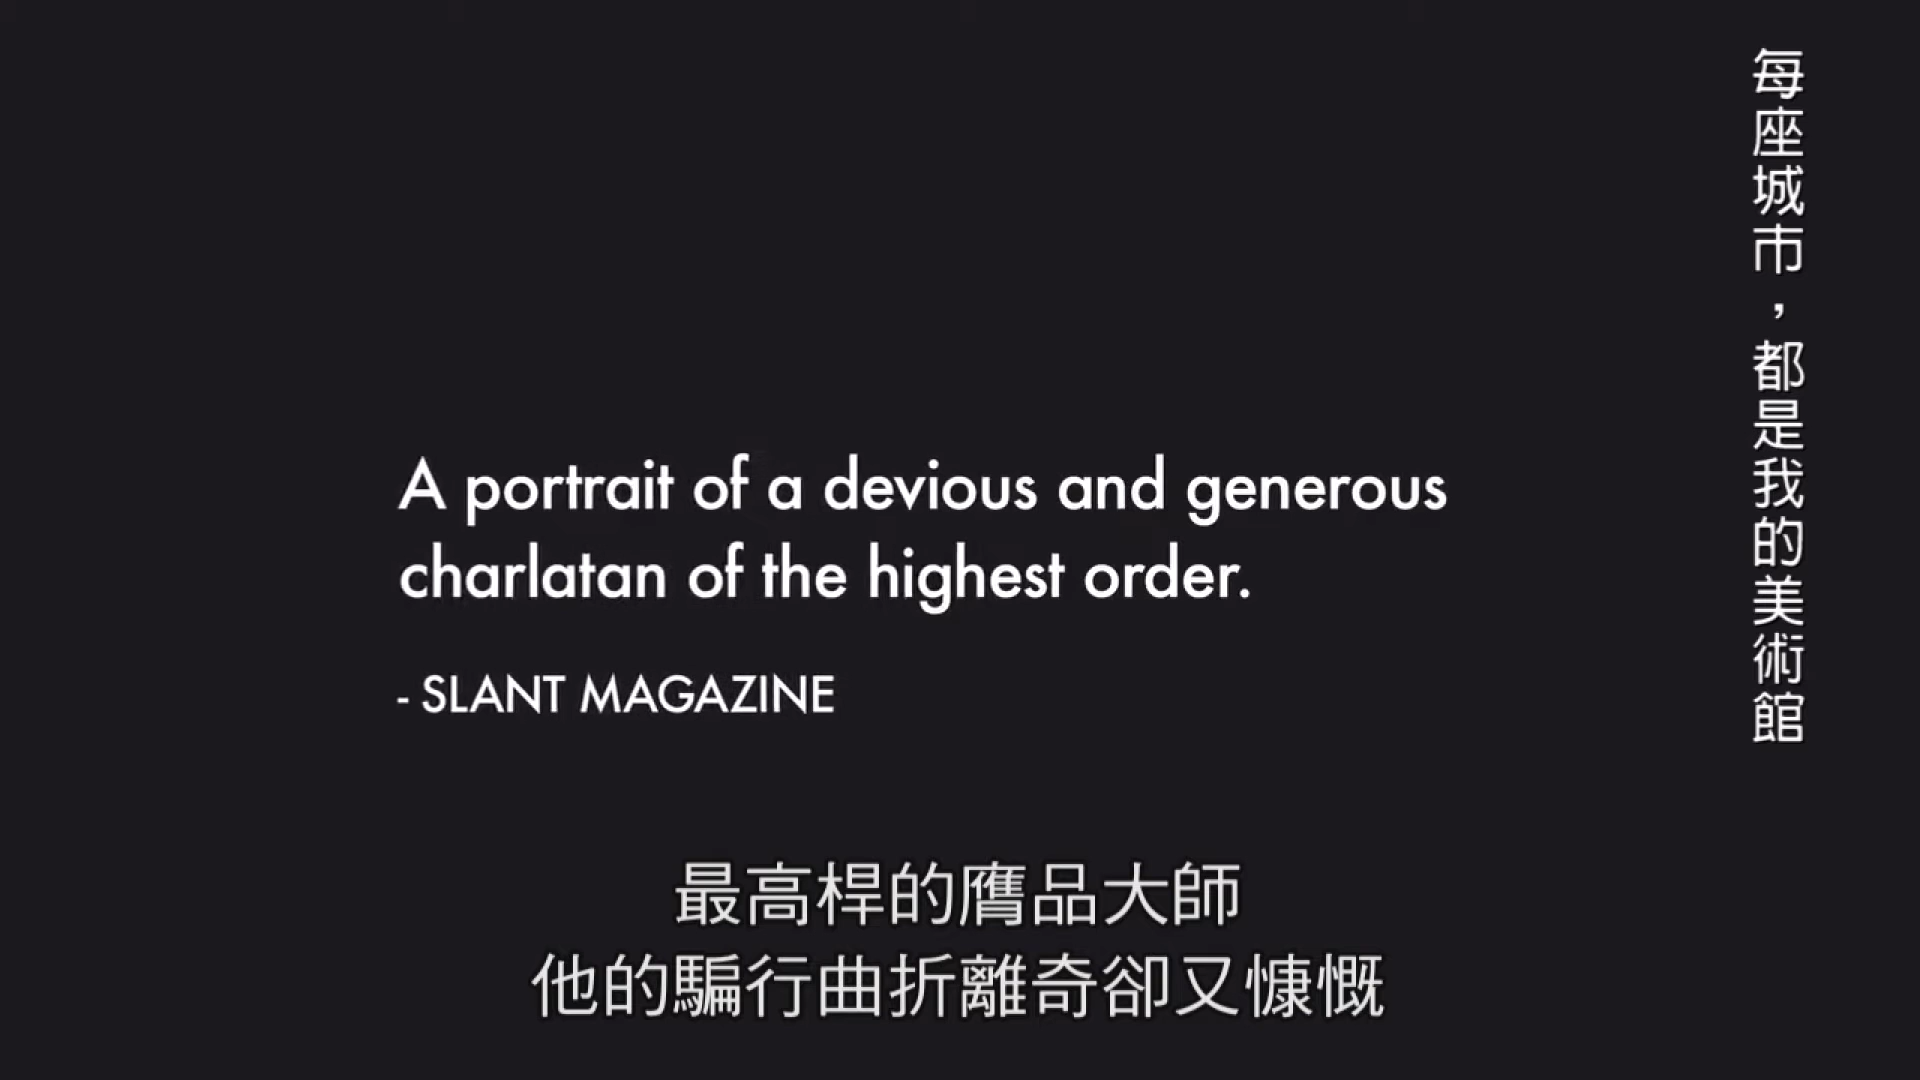 每座城市，都是我的美術館
A portrait of a devious and generous
charlatan of the highest order.
- SLANT MAGAZINE
最高桿的贗品大師
他的騙行曲折離奇卻又慷慨